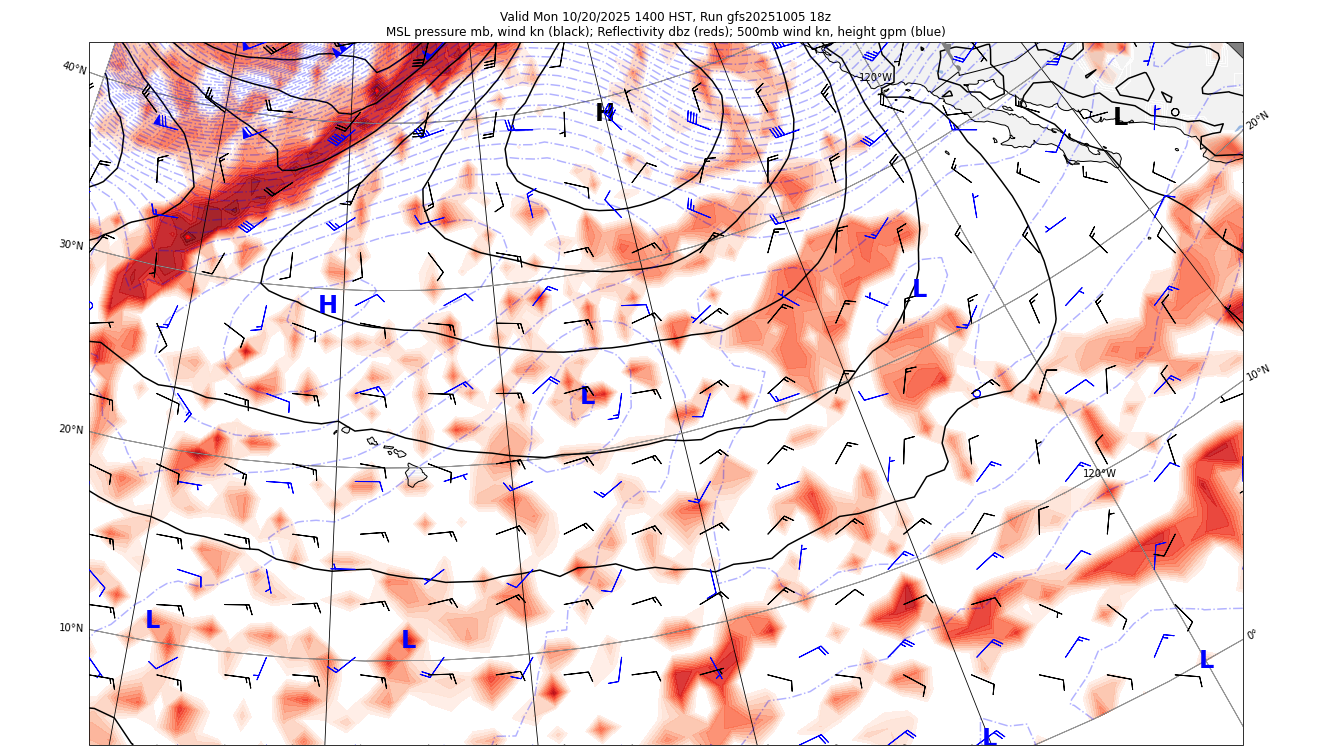 Valid Mon 10/20/2025 1400 HST, Run gfs20251005 18z
MSL pressure mb, wind kn (black); Reflectivity dbz (reds); 500mb wind kn, height gpm (blue)
40°N
120°W
H
L
20°N
30°N
H
L
10°N
L
20°N
120°W
10°N
L
L
0°
L
L